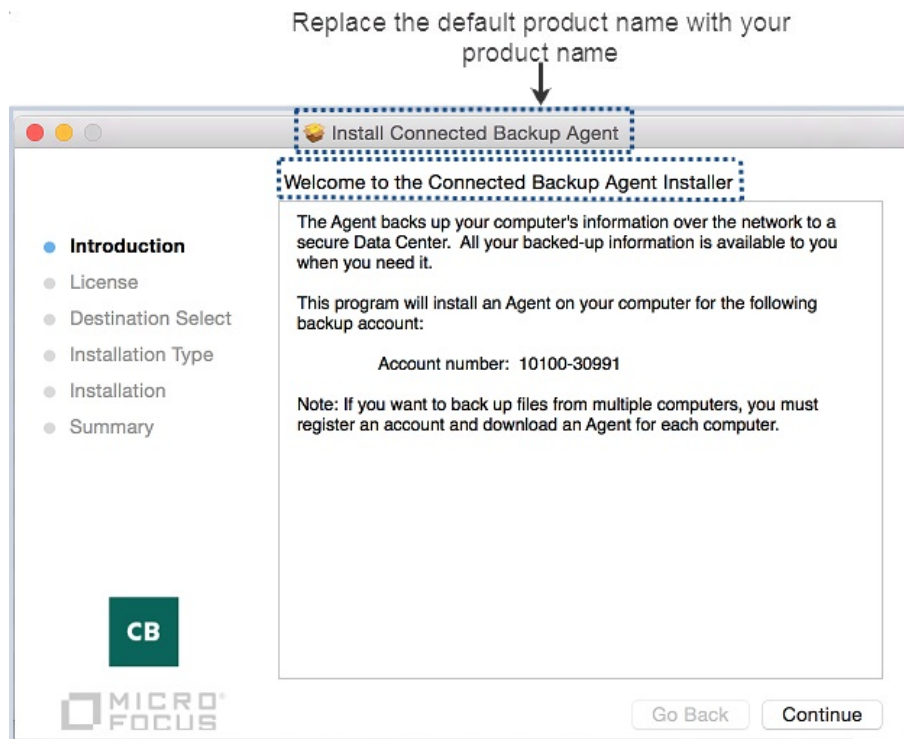 Replace the default product name with your
product name
Install Connected Backup Agent
Welcome to the Connected Backup Agent Installer
The Agent backs up your computer's information over the network to a
secure Data Center. All your backed-up information is available to you
when you need it.
This program will install an Agent on your computer for the following
backup account:
Account number: 10100-30991
Note: If you want to back up files from multiple computers, you must
register an account and download an Agent for each computer.
Introduction
License
Destination Select
Installation Type
Installation
Summary
CB
MICRO
FOCUS
Go Back
Continue